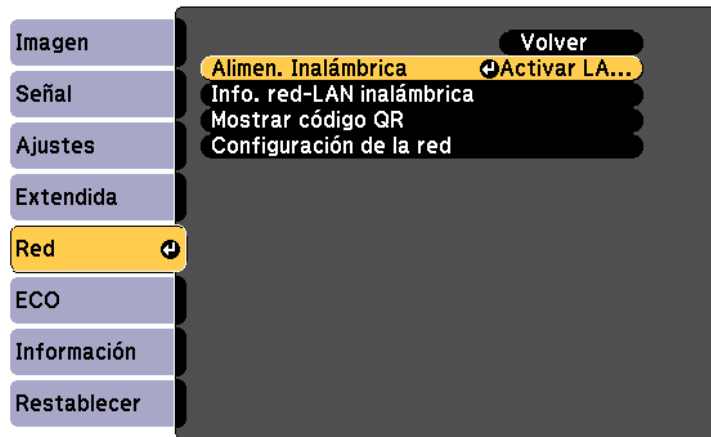 Imagen
Señal
Ajustes
Extendida
Red
ECO
Información
Restablecer
Volver
Alimen. Inalámbrica Activar LA...
Info. red-LAN inalámbrica
Mostrar código QR
Configuración de la red